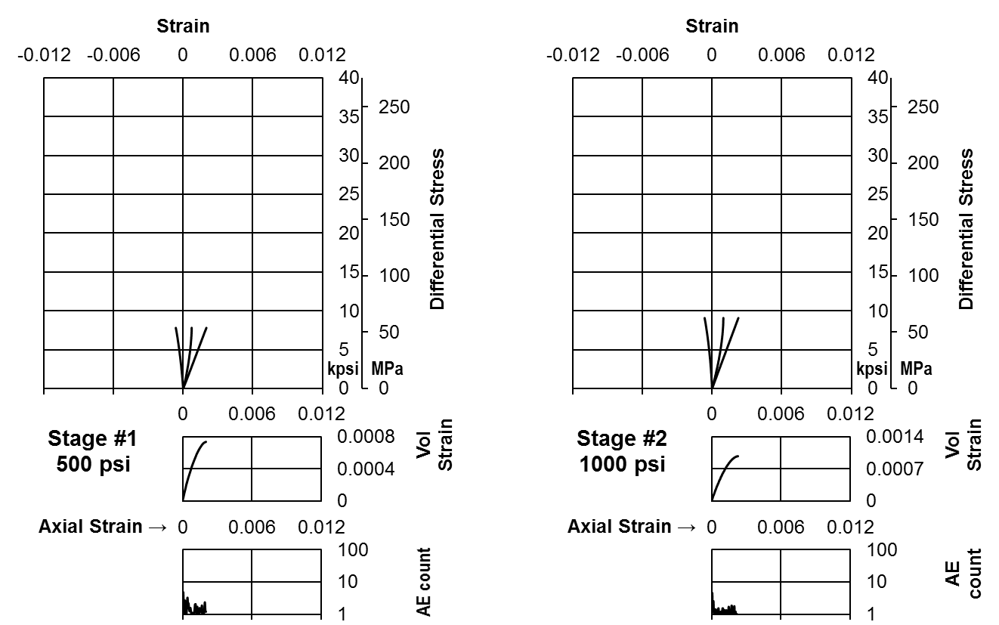 Strain
-0.012 -0.006 0 0.006 0.012
40
35
30
25
20
15
10
5
kpsi
0
250
200
150
100
50
MPa
0
Differential Stress
0 0.006 0.012
Stage #1
500 psi
0.0008
0.0004
0
Vol
Strain
Axial Strain → 0 0.006 0.012
100
10
1
AE count
Strain
-0.012 -0.006 0 0.006 0.012
40
35
30
25
20
15
10
5
kpsi
0
250
200
150
100
50
MPa
0
Differential Stress
0 0.006 0.012
Stage #2
1000 psi
0.0014
0.0007
0
Vol
Strain
Axial Strain → 0 0.006 0.012
100
10
1
AE
count